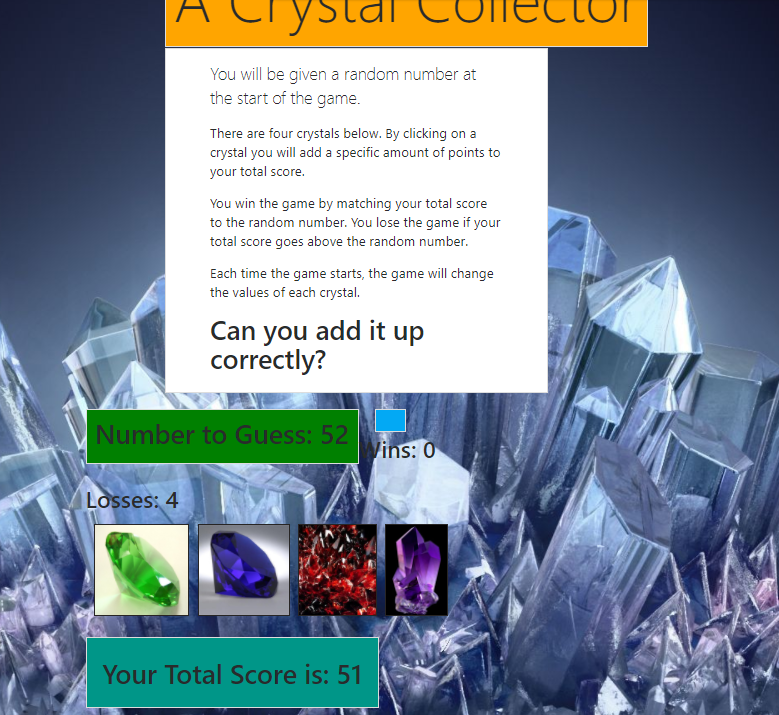 A Crystal Collector
You will be given a random number at
the start of the game.
There are four crystals below. By clicking on a
crystal you will add a specific amount of points to
your total score.
You win the game by matching your total score
to the random number. You lose the game if your
total score goes above the random number.
Each time the game starts, the game will change
the values of each crystal.
Can you add it up
correctly?
Number to Guess: 52
Wins: 0
Losses: 4
Your Total Score is: 51